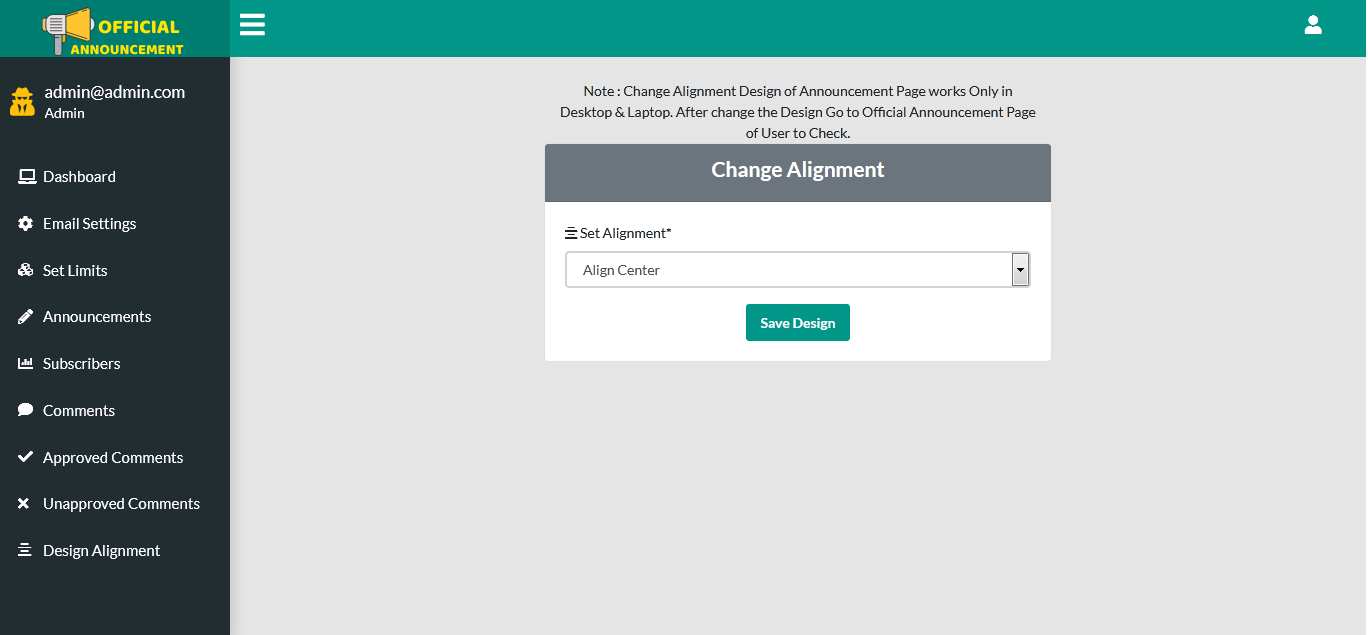 OFFICIAL
ANNOUNCEMENT
admin@admin.com
Admin
Dashboard
Email Settings
Set Limits
Announcements
Subscribers
Comments
Approved Comments
Unapproved Comments
Design Alignment
Note : Change Alignment Design of Announcement Page works Only in
Desktop & Laptop. After change the Design Go to Official Announcement Page
of User to Check.
Change Alignment
Set Alignment*
Align Center
Save Design